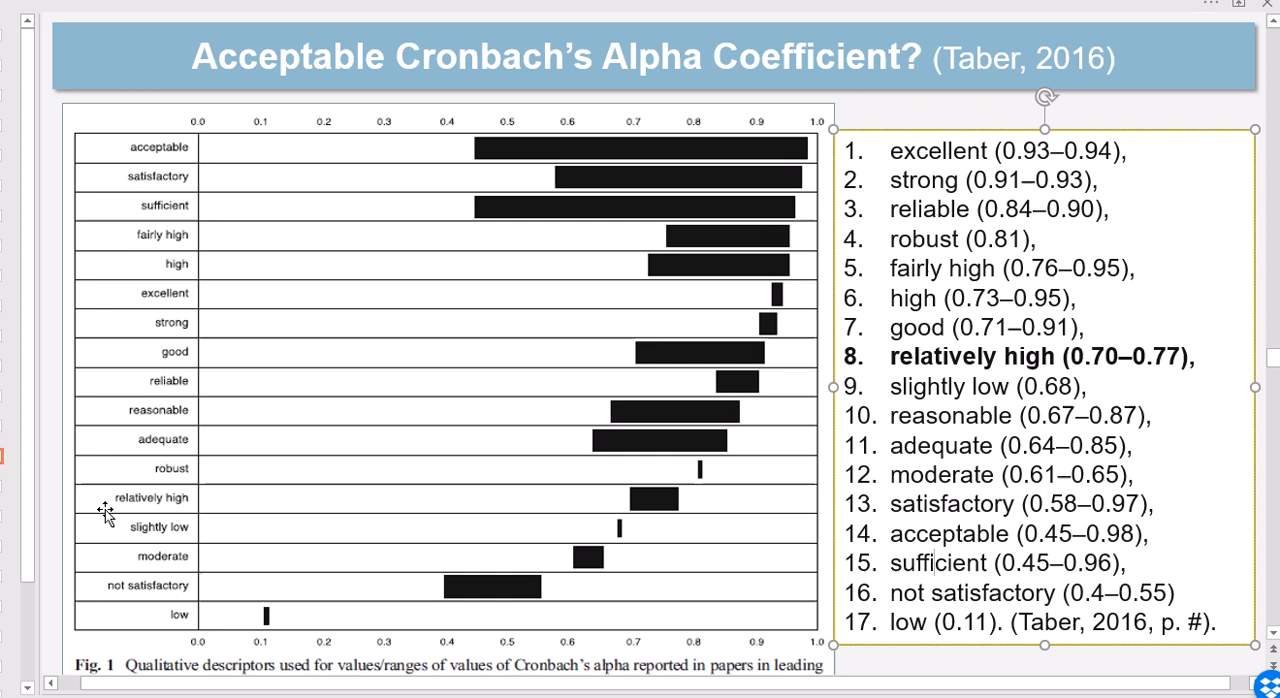 Acceptable Cronbach's Alpha Coefficient? (Taber, 2016)
0.0 0.1 0.2 0.3 0.4 0.5 0.6 0.7 0.8 0.9 1.0
acceptable
satisfactory
sufficient
fairly high
high
excellent
strong
good
reliable
reasonable
adequate
robust
relatively high
slightly low
moderate
not satisfactory
low
0.0 0.1 0.2 0.3 0.4 0.5 0.6 0.7 0.8 0.9 1.0
Fig. 1 Qualitative descriptors used for values/ranges of values of Cronbach's alpha reported in papers in leading
1. excellent (0.93–0.94),
2. strong (0.91–0.93),
3. reliable (0.84–0.90),
4. robust (0.81),
5. fairly high (0.76–0.95),
6. high (0.73–0.95),
7. good (0.71–0.91),
8. relatively high (0.70–0.77),
9. slightly low (0.68),
10. reasonable (0.67–0.87),
11. adequate (0.64–0.85),
12. moderate (0.61–0.65),
13. satisfactory (0.58–0.97),
14. acceptable (0.45–0.98),
15. sufficient (0.45–0.96),
16. not satisfactory (0.4–0.55)
17. low (0.11). (Taber, 2016, p. #).